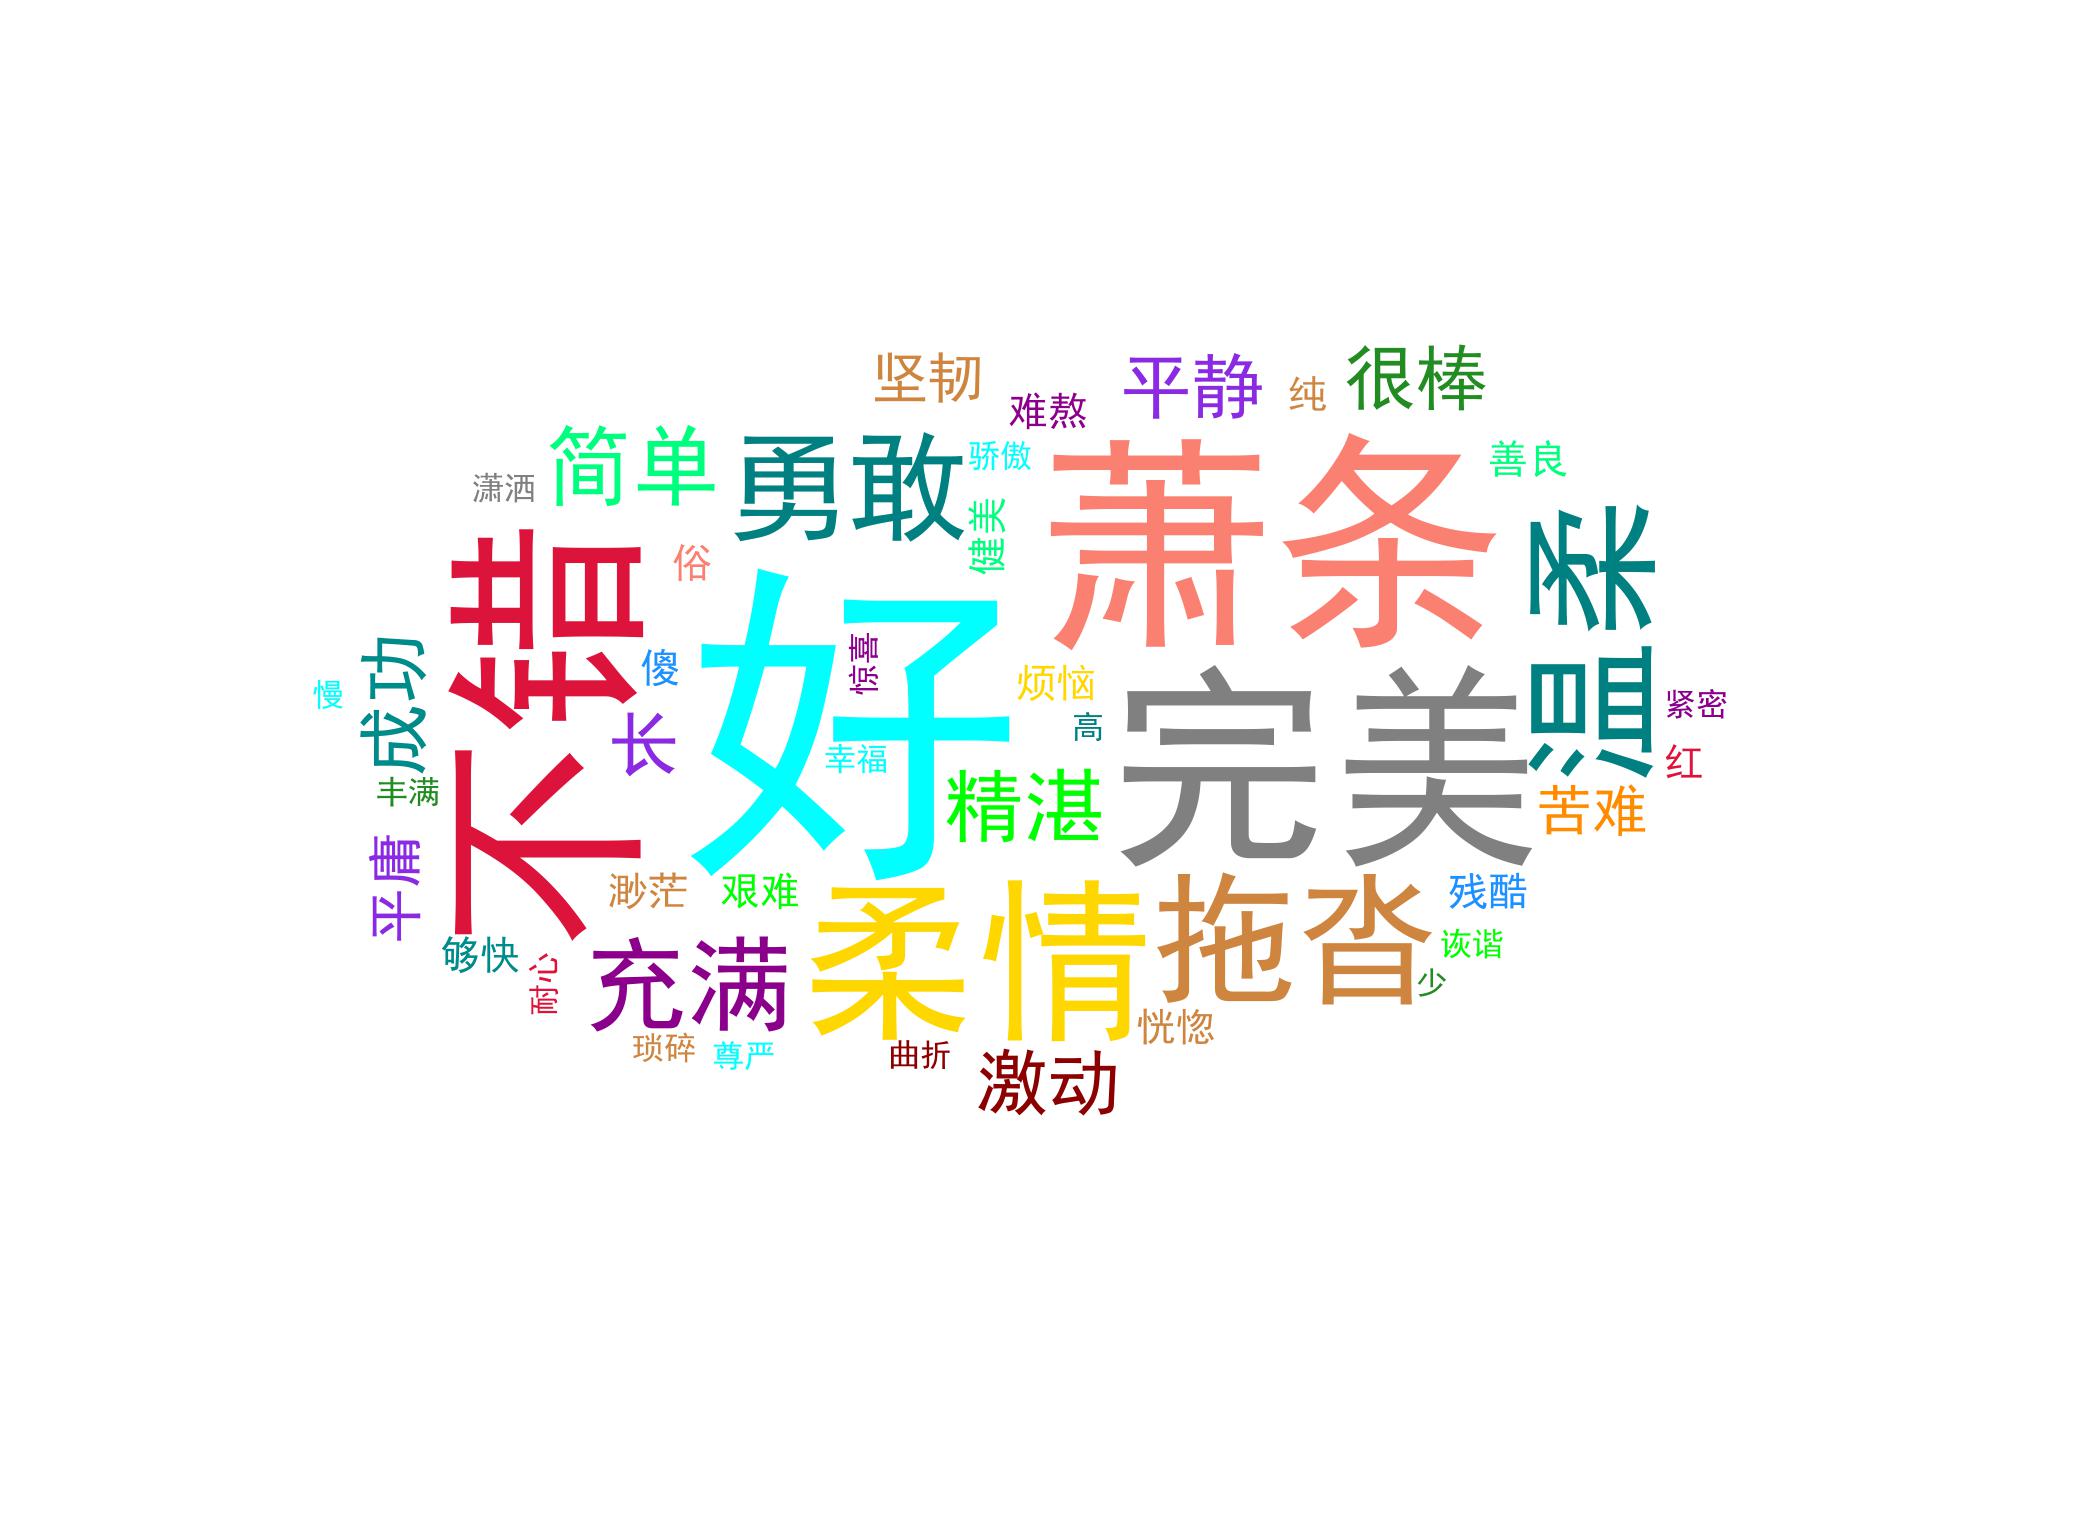 坚韧
难熬
平静
纯
很棒
简单
勇敢
骄傲
萧条
善良
潇洒
健美
温柔
俗
不错
好
惊喜
傻
成功
慢
长
烦恼
高
完美
紧密
红
幸福
精湛
丰满
苦难
平庸
渺茫
艰难
柔情
拖沓
残酷
够快
耐心
充满
诙谐
少
恍惚
琐碎
尊严
曲折
激动